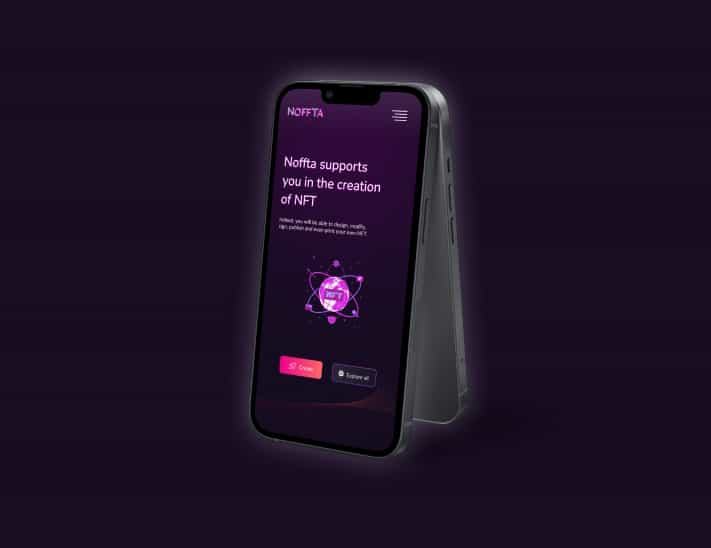 NOFFTA
Noffta supports
you in the creation
of NFT
Indeed, you will be able to design, modify,
sign, publish and even print your own NFT.
NFT
Create
Explore all